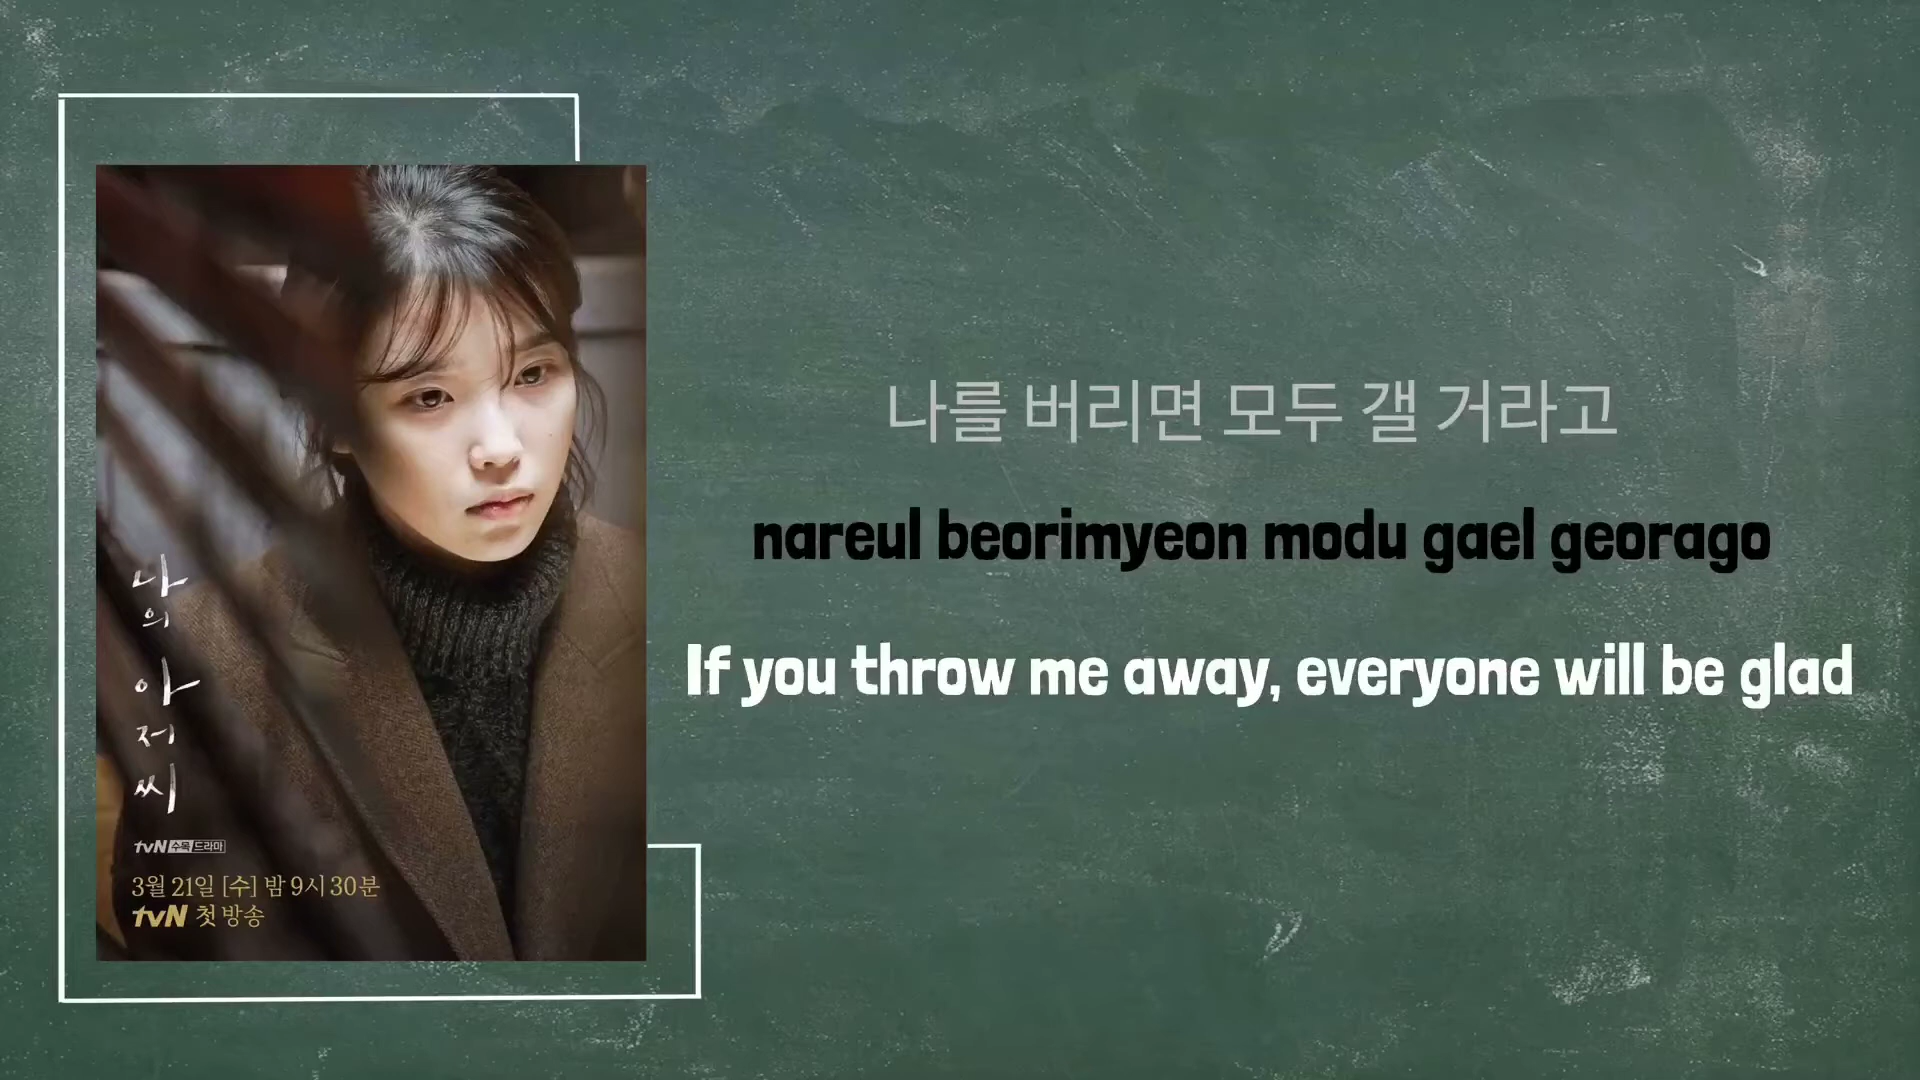 나의 아저씨
tvN 수목드라마
3월 21일 [수] 밤 9시 30분
tvN 첫 방송
나를 버리면 모두 갤 거라고
nareul beorimyeon modu gael georago
If you throw me away, everyone will be glad